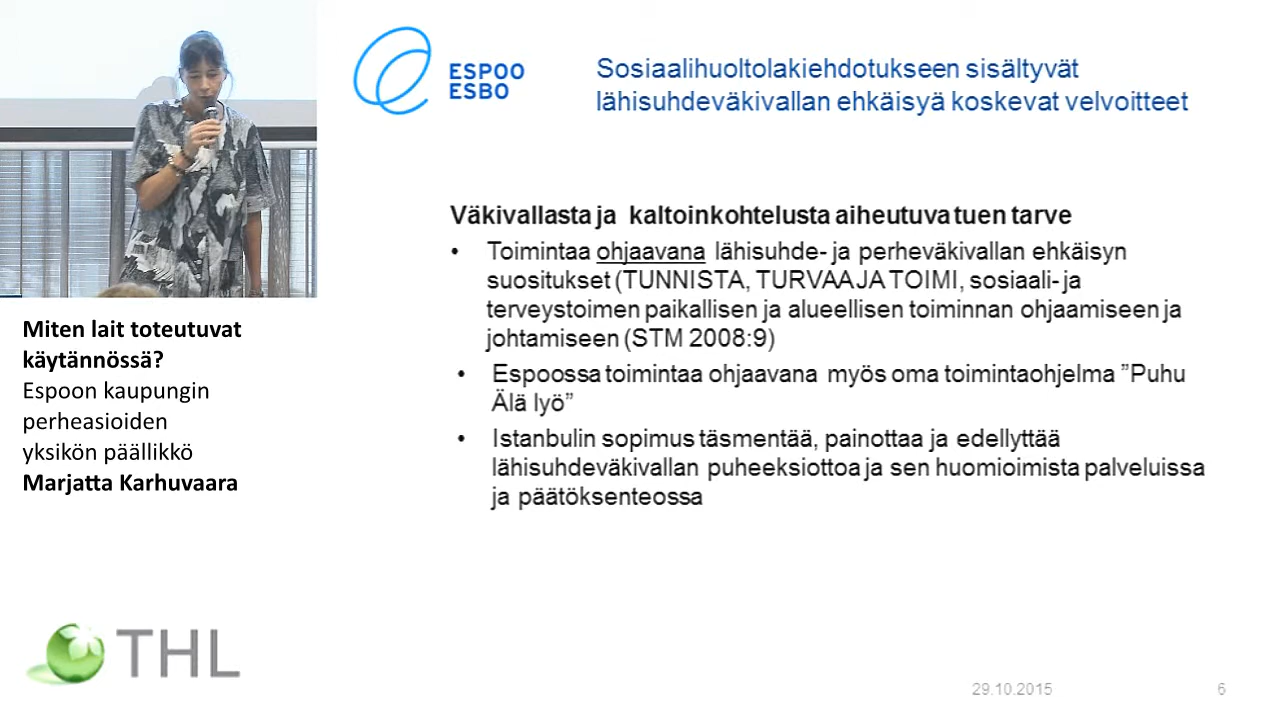 ESPOO
ESBO
Sosiaalihuoltolakiehdotukseen sisältyvät
lähisuhdeväkivallan ehkäisyä koskevat velvoitteet
Väkivallasta ja kaltoinkohtelusta aiheutuva tuen tarve
• Toimintaa ohjaavana lähisuhde- ja perheväkivallan ehkäisyn
suositukset (TUNNISTA, TURVAA JA TOIMI, sosiaali- ja
terveystoimen paikallisen ja alueellisen toiminnan ohjaamiseen ja
johtamiseen (STM 2008:9)
• Espoossa toimintaa ohjaavana myös oma toimintaohjelma ”Puhu
Älä lyö”
• Istanbulin sopimus täsmentää, painottaa ja edellyttää
lähisuhdeväkivallan puheeksiottoa ja sen huomioimista palveluissa
ja päätöksenteossa
Miten lait toteutuvat
käytännössä?
Espoon kaupungin
perheasioiden
yksikön päällikkö
Marjatta Karhuvaara
THL
29.10.2015
6